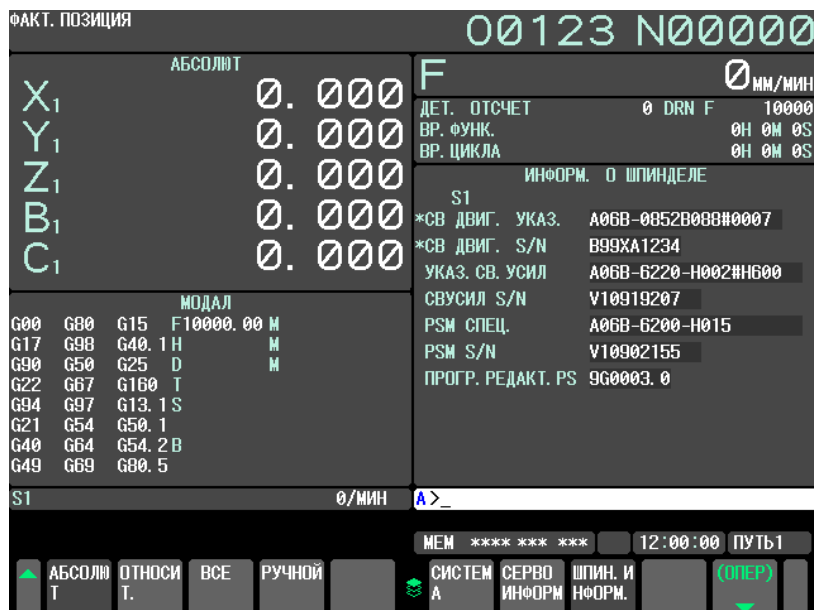 ФАКТ. ПОЗИЦИЯ
O0123 N00000
АБСОЛЮТ
X1 0.000
Y1 0.000
Z1 0.000
B1 0.000
C1 0.000
F 0 ММ/МИН
ДЕТ. ОТСЧЕТ 0 DRN F 10000
ВР. ФУНК. 0H 0M 0S
ВР. ЦИКЛА 0H 0M 0S
ИНФОРМ. О ШПИНДЕЛЕ
S1
*СВ ДВИГ. УКАЗ. A06B-0852B088#0007
*СВ ДВИГ. S/N B99XA1234
УКАЗ. СВ. УСИЛ A06B-6220-H002#H600
СВУСИЛ S/N V10919207
PSM СПЕЦ. A06B-6200-H015
PSM S/N V10902155
ПРОГР. РЕДАКТ. PS 9G0003.0
МОДАЛ
G00 G80 G15 F10000.00 M
G17 G98 G40.1 H M
G90 G50 G25 D M
G22 G67 G160 T
G94 G97 G13.1 S
G21 G54 G50.1
G40 G64 G54.2 B
G49 G69 G80.5
S1 0/МИН
A>_
MEM **** *** *** 12:00:00 ПУТЬ1
АБСОЛЮ ОТНОСИ ВСЕ РУЧНОЙ СИСТЕМ СЕРВО ШПИН. И (ОПЕР)
Т Т. А ИНФОРМ НФОРМ.